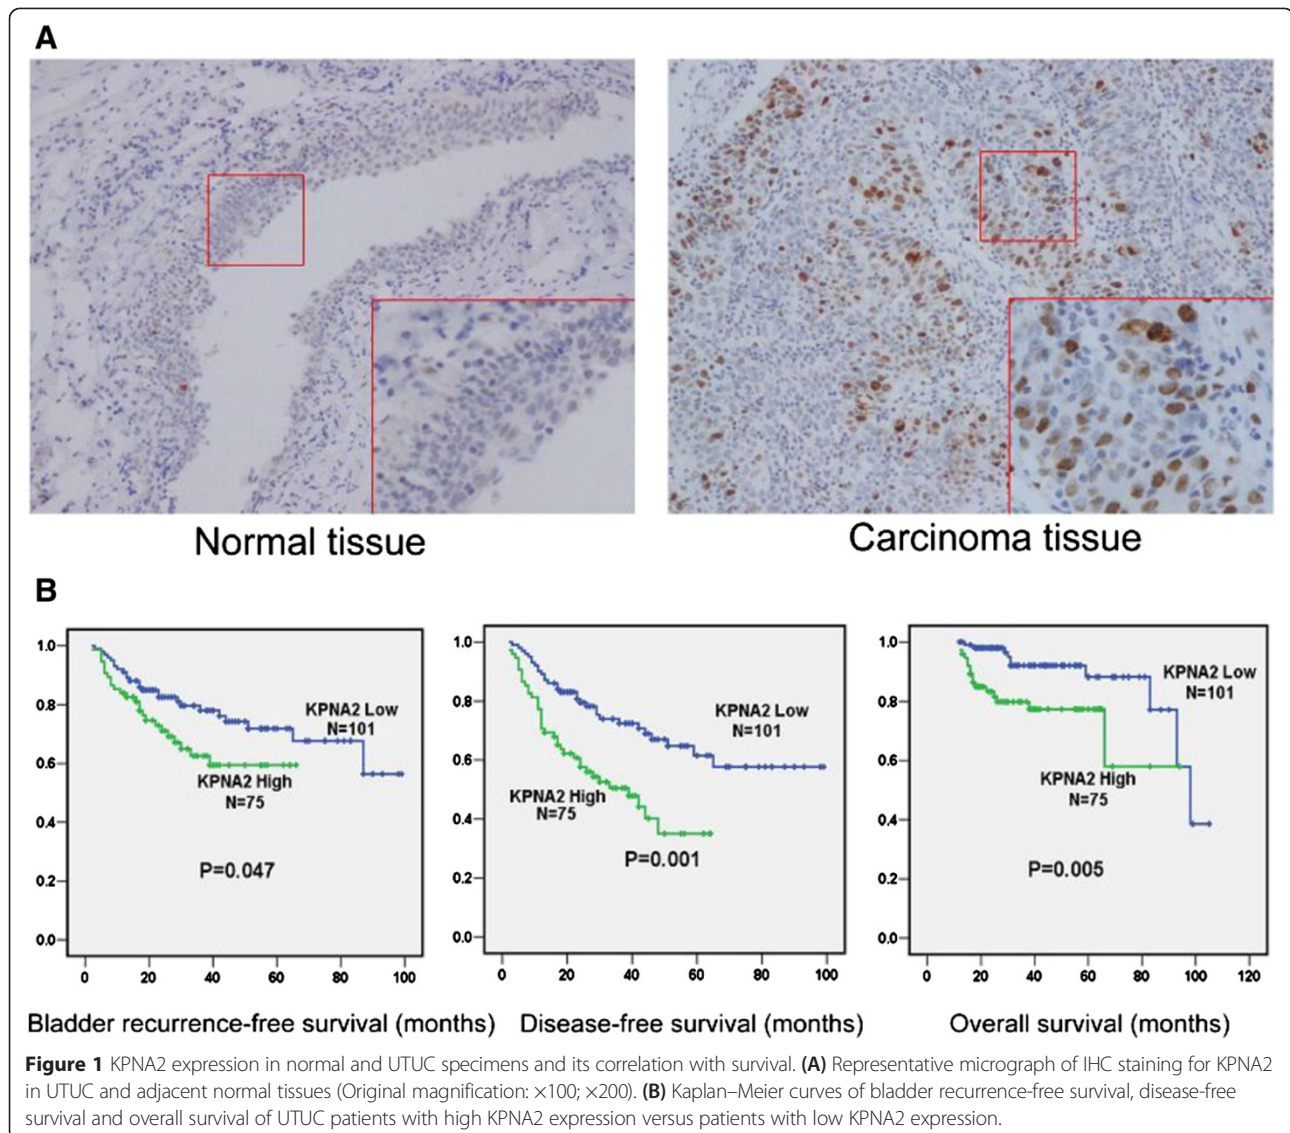 A
Normal tissue
Carcinoma tissue
B
1.0
0.8
0.6
0.4
0.2
0.0
KPNA2 Low
N=101
KPNA2 High
N=75
P=0.047
0 20 40 60 80 100
Bladder recurrence-free survival (months)
1.0
0.8
0.6
0.4
0.2
0.0
KPNA2 Low
N=101
KPNA2 High
N=75
P=0.001
0 20 40 60 80 100
Disease-free survival (months)
1.0
0.8
0.6
0.4
0.2
0.0
KPNA2 Low
N=101
KPNA2 High
N=75
P=0.005
0 20 40 60 80 100 120
Overall survival (months)
Figure 1 KPNA2 expression in normal and UTUC specimens and its correlation with survival. (A) Representative micrograph of IHC staining for KPNA2
in UTUC and adjacent normal tissues (Original magnification: ×100; ×200). (B) Kaplan–Meier curves of bladder recurrence-free survival, disease-free
survival and overall survival of UTUC patients with high KPNA2 expression versus patients with low KPNA2 expression.